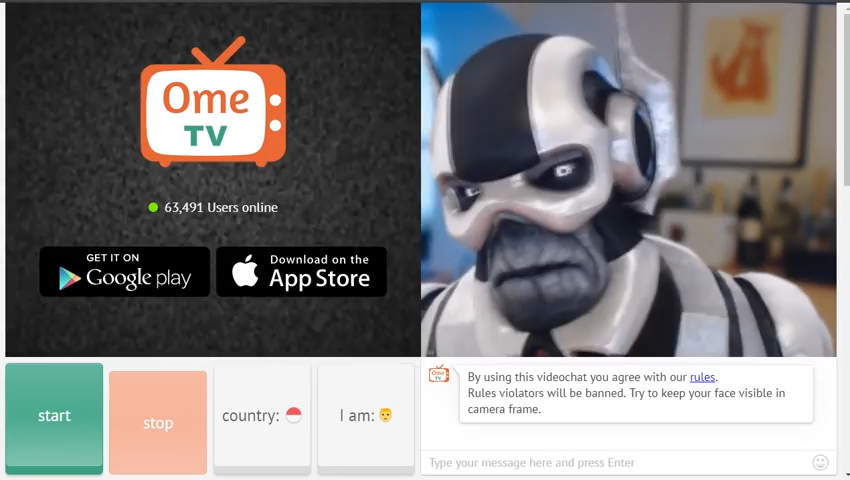 Ome
TV
63,491 Users online
GET IT ON
Google play
Download on the
App Store
start
stop
country:
I am:
Ome
TV
By using this videochat you agree with our rules.
Rules violators will be banned. Try to keep your face visible in
camera frame.
Type your message here and press Enter